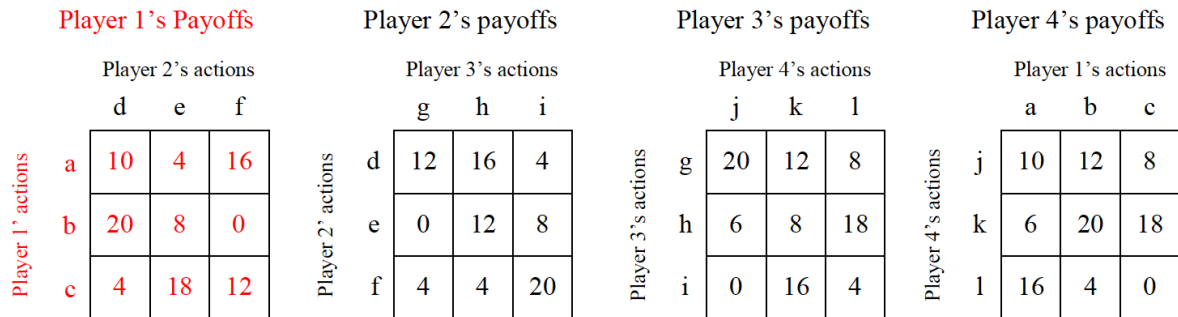 Player 1's Payoffs
Player 2's payoffs
Player 3's payoffs
Player 4's payoffs
Player 2's actions
Player 3's actions
Player 4's actions
Player 1's actions
d e f
g h i
j k l
a b c
Player 1' actions
a 10 4 16
b 20 8 0
c 4 18 12
Player 2' actions
d 12 16 4
e 0 12 8
f 4 4 20
Player 3's actions
g 20 12 8
h 6 8 18
i 0 16 4
Player 4's actions
j 10 12 8
k 6 20 18
l 16 4 0